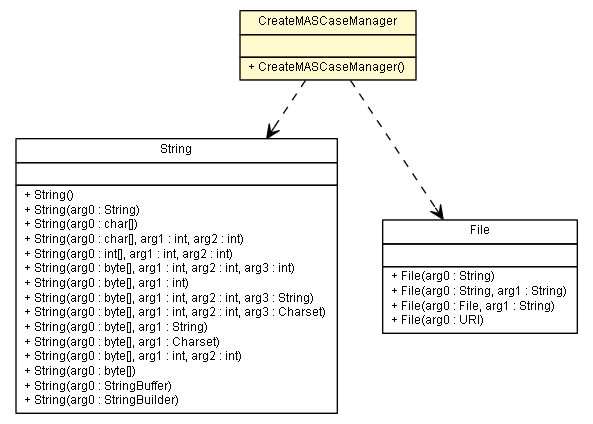 CreateMASCaseManager
+ CreateMASCaseManager()
String
+ String()
+ String(arg0 : String)
+ String(arg0 : char[])
+ String(arg0 : char[], arg1 : int, arg2 : int)
+ String(arg0 : int[], arg1 : int, arg2 : int)
+ String(arg0 : byte[], arg1 : int, arg2 : int, arg3 : int)
+ String(arg0 : byte[], arg1 : int)
+ String(arg0 : byte[], arg1 : int, arg2 : int, arg3 : String)
+ String(arg0 : byte[], arg1 : int, arg2 : int, arg3 : Charset)
+ String(arg0 : byte[], arg1 : String)
+ String(arg0 : byte[], arg1 : Charset)
+ String(arg0 : byte[], arg1 : int, arg2 : int)
+ String(arg0 : byte[])
+ String(arg0 : StringBuffer)
+ String(arg0 : StringBuilder)
File
+ File(arg0 : String)
+ File(arg0 : String, arg1 : String)
+ File(arg0 : File, arg1 : String)
+ File(arg0 : URI)